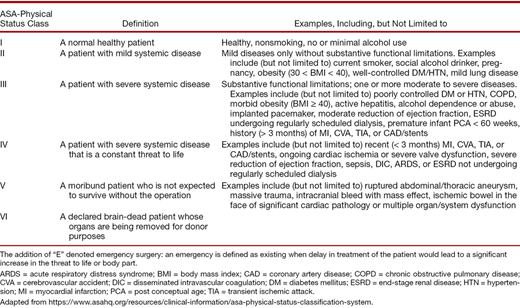 ASA-Physical
Status Class Definition Examples, Including, but Not Limited to
I A normal healthy patient Healthy, nonsmoking, no or minimal alcohol use
II A patient with mild systemic disease Mild diseases only without substantive functional limitations. Examples
include (but not limited to) current smoker, social alcohol drinker, preg-
nancy, obesity (30 < BMI < 40), well-controlled DM/HTN, mild lung disease
III A patient with severe systemic disease Substantive functional limitations; one or more moderate to severe diseases.
Examples include (but not limited to) poorly controlled DM or HTN, COPD,
morbid obesity (BMI ≥ 40), active hepatitis, alcohol dependence or abuse,
implanted pacemaker, moderate reduction of ejection fraction, ESRD
undergoing regularly scheduled dialysis, premature infant PCA < 60 weeks,
history (> 3 months) of MI, CVA, TIA, or CAD/stents
IV A patient with severe systemic disease Examples include (but not limited to) recent (< 3 months) MI, CVA, TIA, or
that is a constant threat to life CAD/stents, ongoing cardiac ischemia or severe valve dysfunction, severe
reduction of ejection fraction, sepsis, DIC, ARDS, or ESRD not undergoing
regularly scheduled dialysis
V A moribund patient who is not expected Examples include (but not limited to) ruptured abdominal/thoracic aneurysm,
to survive without the operation massive trauma, intracranial bleed with mass effect, ischemic bowel in the
face of significant cardiac pathology or multiple organ/system dysfunction
VI A declared brain-dead patient whose
organs are being removed for donor
purposes
The addition of “E” denoted emergency surgery: an emergency is defined as existing when delay in treatment of the patient would lead to a significant
increase in the threat to life or body part.
ARDS = acute respiratory distress syndrome; BMI = body mass index; CAD = coronary artery disease; COPD = chronic obstructive pulmonary disease;
CVA = cerebrovascular accident; DIC = disseminated intravascular coagulation; DM = diabetes mellitus; ESRD = end-stage renal disease; HTN = hyperten-
sion; MI = myocardial infarction; PCA = post conceptual age; TIA = transient ischemic attack
Adapted from https://www.asahq.org/resources/clinical-information/asa-physical-status-classification-system.